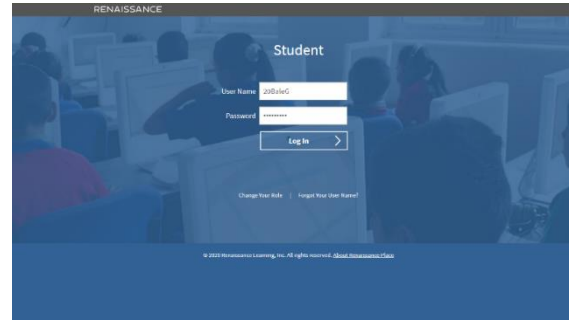 RENAISSANCE
Student
User Name 20BaleG
Password •••••••••
Log In >
Change Your Role | Forgot Your User Name?
© 2020 Renaissance Learning, Inc. All rights reserved. About Renaissance Place